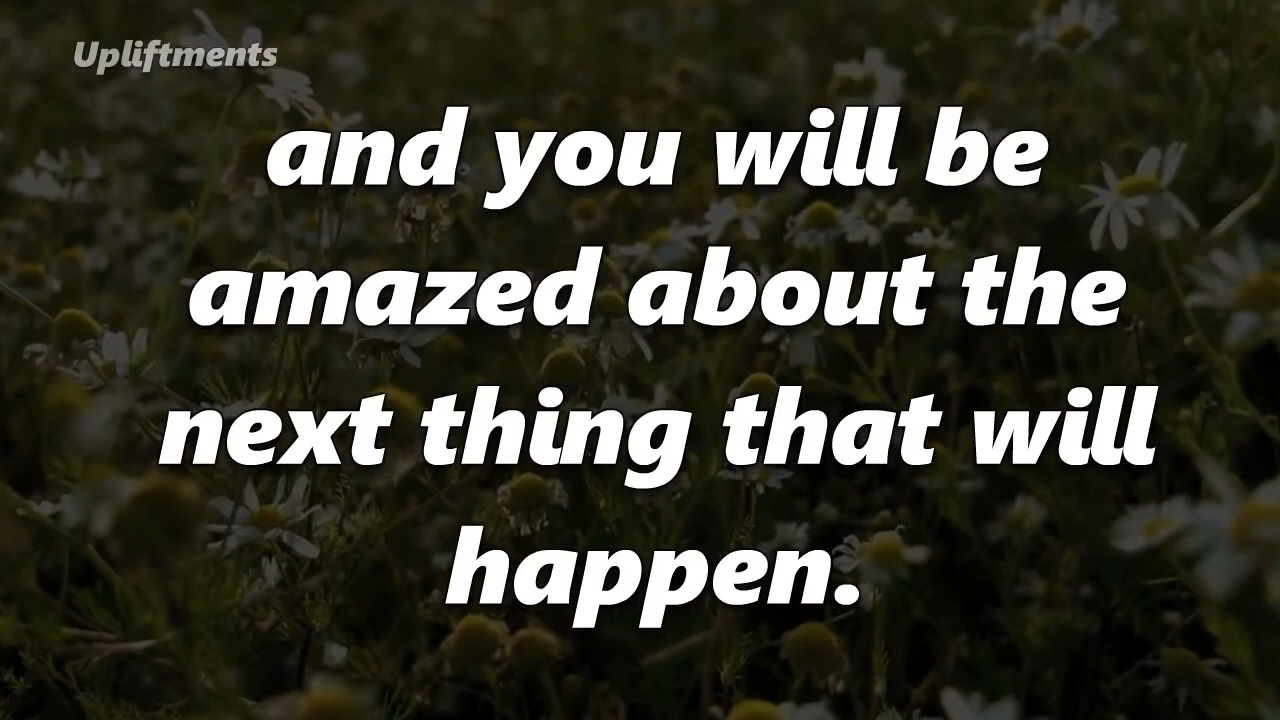 Upliftments
and you will be
amazed about the
next thing that will
happen.